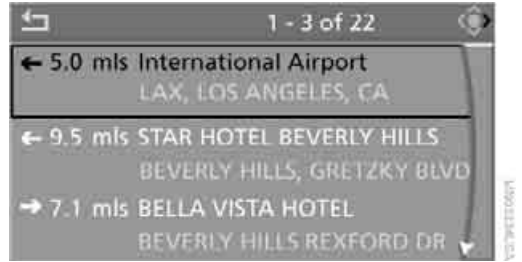 1 - 3 of 22
5.0 mls International Airport
LAX, LOS ANGELES, CA
9.5 mls STAR HOTEL BEVERLY HILLS
BEVERLY HILLS, GRETZKY BLVD
7.1 mls BELLA VISTA HOTEL
BEVERLY HILLS REXFORD DR